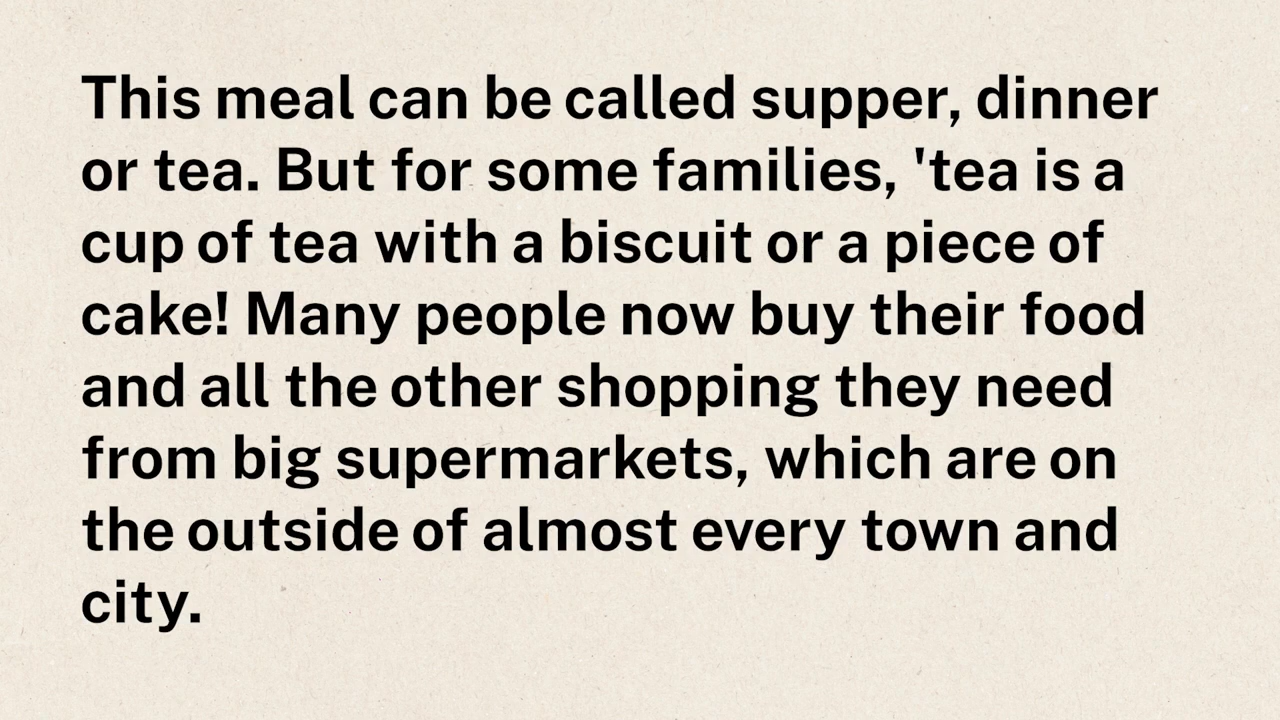 This meal can be called supper, dinner
or tea. But for some families, 'tea is a
cup of tea with a biscuit or a piece of
cake! Many people now buy their food
and all the other shopping they need
from big supermarkets, which are on
the outside of almost every town and
city.